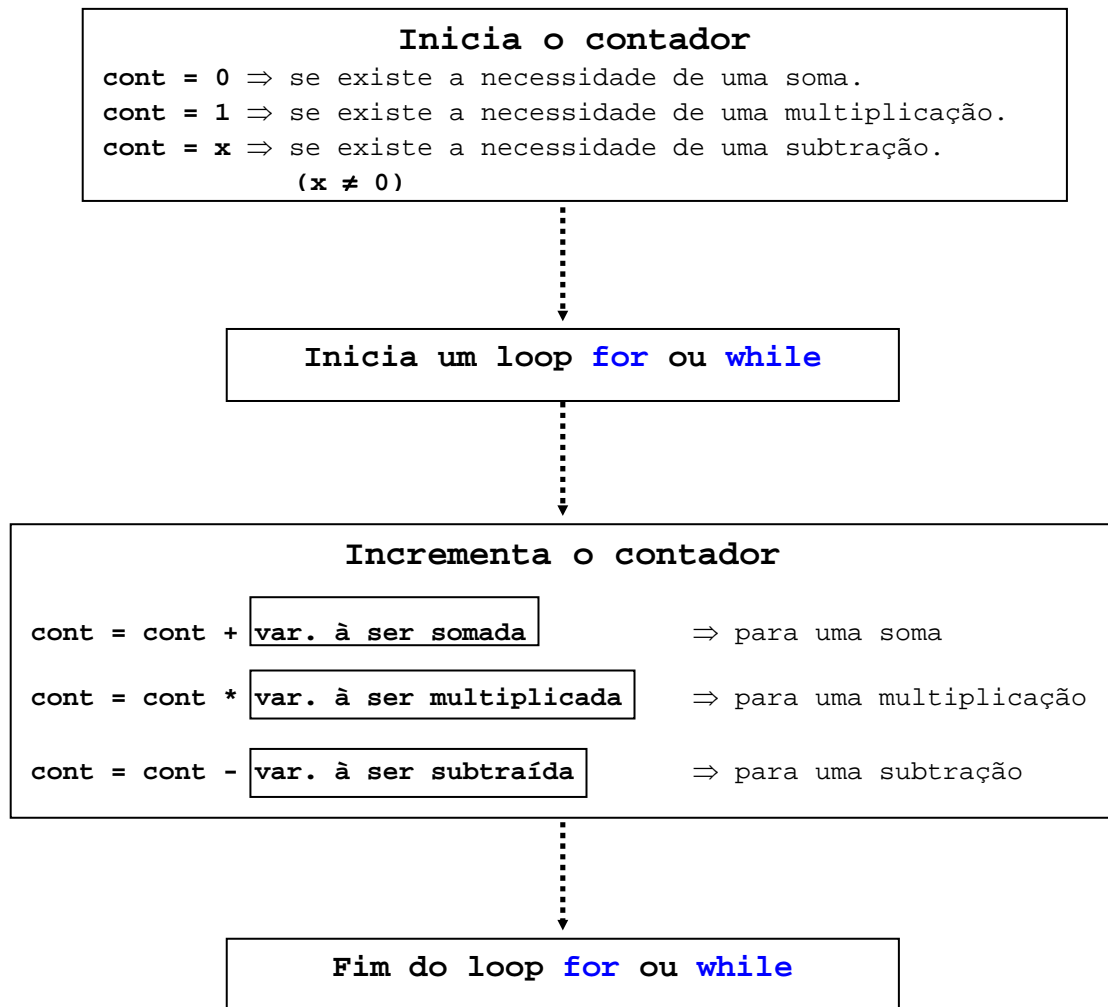 Inicia o contador
cont = 0 ⇒ se existe a necessidade de uma soma.
cont = 1 ⇒ se existe a necessidade de uma multiplicação.
cont = x ⇒ se existe a necessidade de uma subtração.
(x ≠ 0)
Inicia um loop for ou while
Incrementa o contador
cont = cont + var. à ser somada ⇒ para uma soma
cont = cont * var. à ser multiplicada ⇒ para uma multiplicação
cont = cont - var. à ser subtraída ⇒ para uma subtração
Fim do loop for ou while